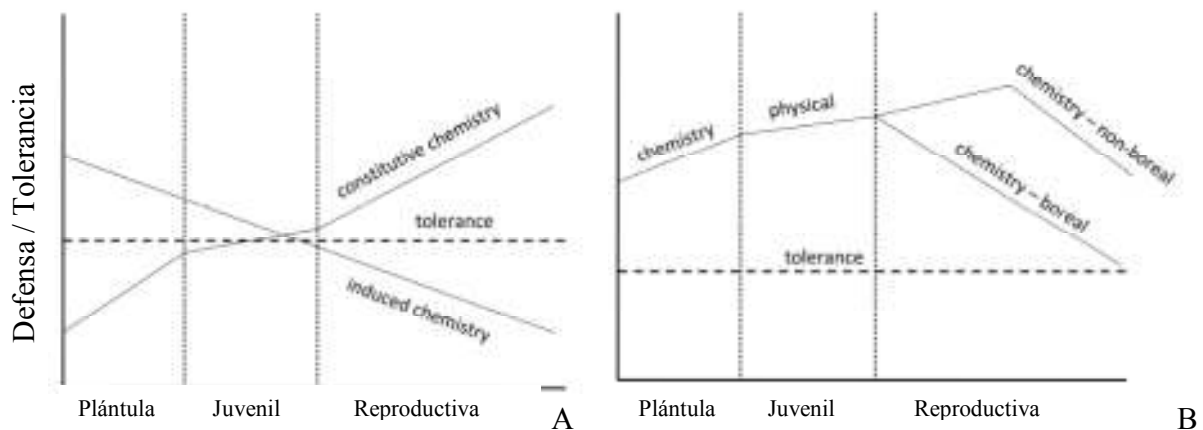 Defensa / Tolerancia
constitutive chemistry
tolerance
induced chemistry
Plántula Juvenil Reproductiva
A
chemistry
physical
chemistry – non-boreal
chemistry – boreal
tolerance
Plántula Juvenil Reproductiva
B